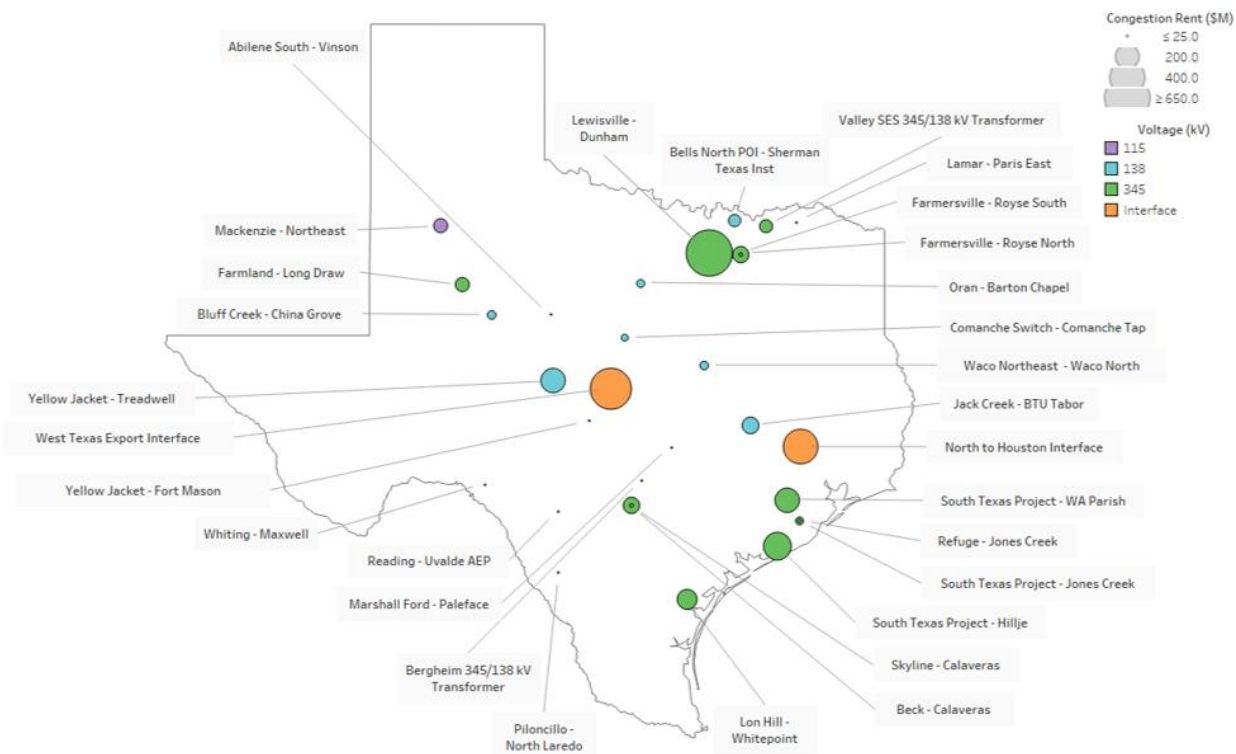 Congestion Rent ($M)
≤ 25.0
200.0
400.0
≥ 650.0
Voltage (kV)
115
138
345
Interface
Abilene South - Vinson
Lewisville -
Dunham
Valley SES 345/138 kV Transformer
Bells North POI - Sherman
Texas Inst
Lamar - Paris East
Farmersville - Royse South
Farmersville - Royse North
Mackenzie - Northeast
Farmland - Long Draw
Bluff Creek - China Grove
Oran - Barton Chapel
Comanche Switch - Comanche Tap
Waco Northeast - Waco North
Yellow Jacket - Treadwell
Jack Creek - BTU Tabor
West Texas Export Interface
North to Houston Interface
Yellow Jacket - Fort Mason
South Texas Project - WA Parish
Whiting - Maxwell
Refuge - Jones Creek
Reading - Uvalde AEP
South Texas Project - Jones Creek
Marshall Ford - Paleface
South Texas Project - Hillje
Bergheim 345/138 kV
Transformer
Skyline - Calaveras
Beck - Calaveras
Piloncillo -
North Laredo
Lon Hill -
Whitepoint